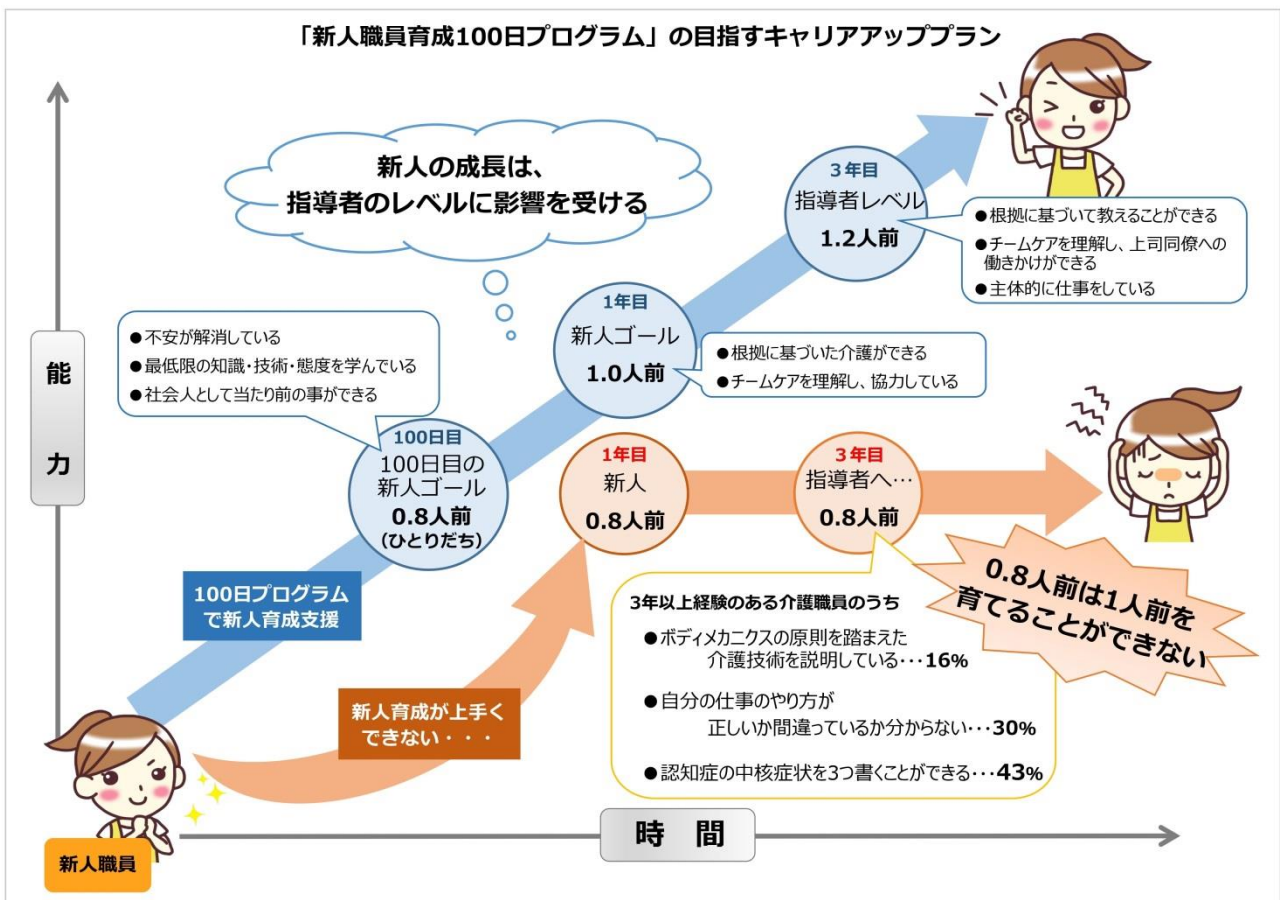 「新人職員育成100日プログラム」の目指すキャリアアッププラン
新人の成長は、
指導者のレベルに影響を受ける
3年目
指導者レベル
1.2人前
●根拠に基づいて教えることができる
●チームケアを理解し、上司同僚への
働きかけができる
●主体的に仕事をしている
1年目
新人ゴール
1.0人前
●根拠に基づいた介護ができる
●チームケアを理解し、協力している
●不安が解消している
●最低限の知識・技術・態度を学んでいる
●社会人として当たり前の事ができる
100日目
100日目の
新人ゴール
0.8人前
(ひとりだち)
能
力
1年目
新人
0.8人前
3年目
指導者へ…
0.8人前
0.8人前は1人前を
育てることができない
100日プログラム
で新人育成支援
新人育成が上手く
できない・・・
3年以上経験のある介護職員のうち
●ボディメカニクスの原則を踏まえた
介護技術を説明している･･･16%
●自分の仕事のやり方が
正しいか間違っているか分からない･･･30%
●認知症の中核症状を3つ書くことができる･･･43%
時 間
新人職員